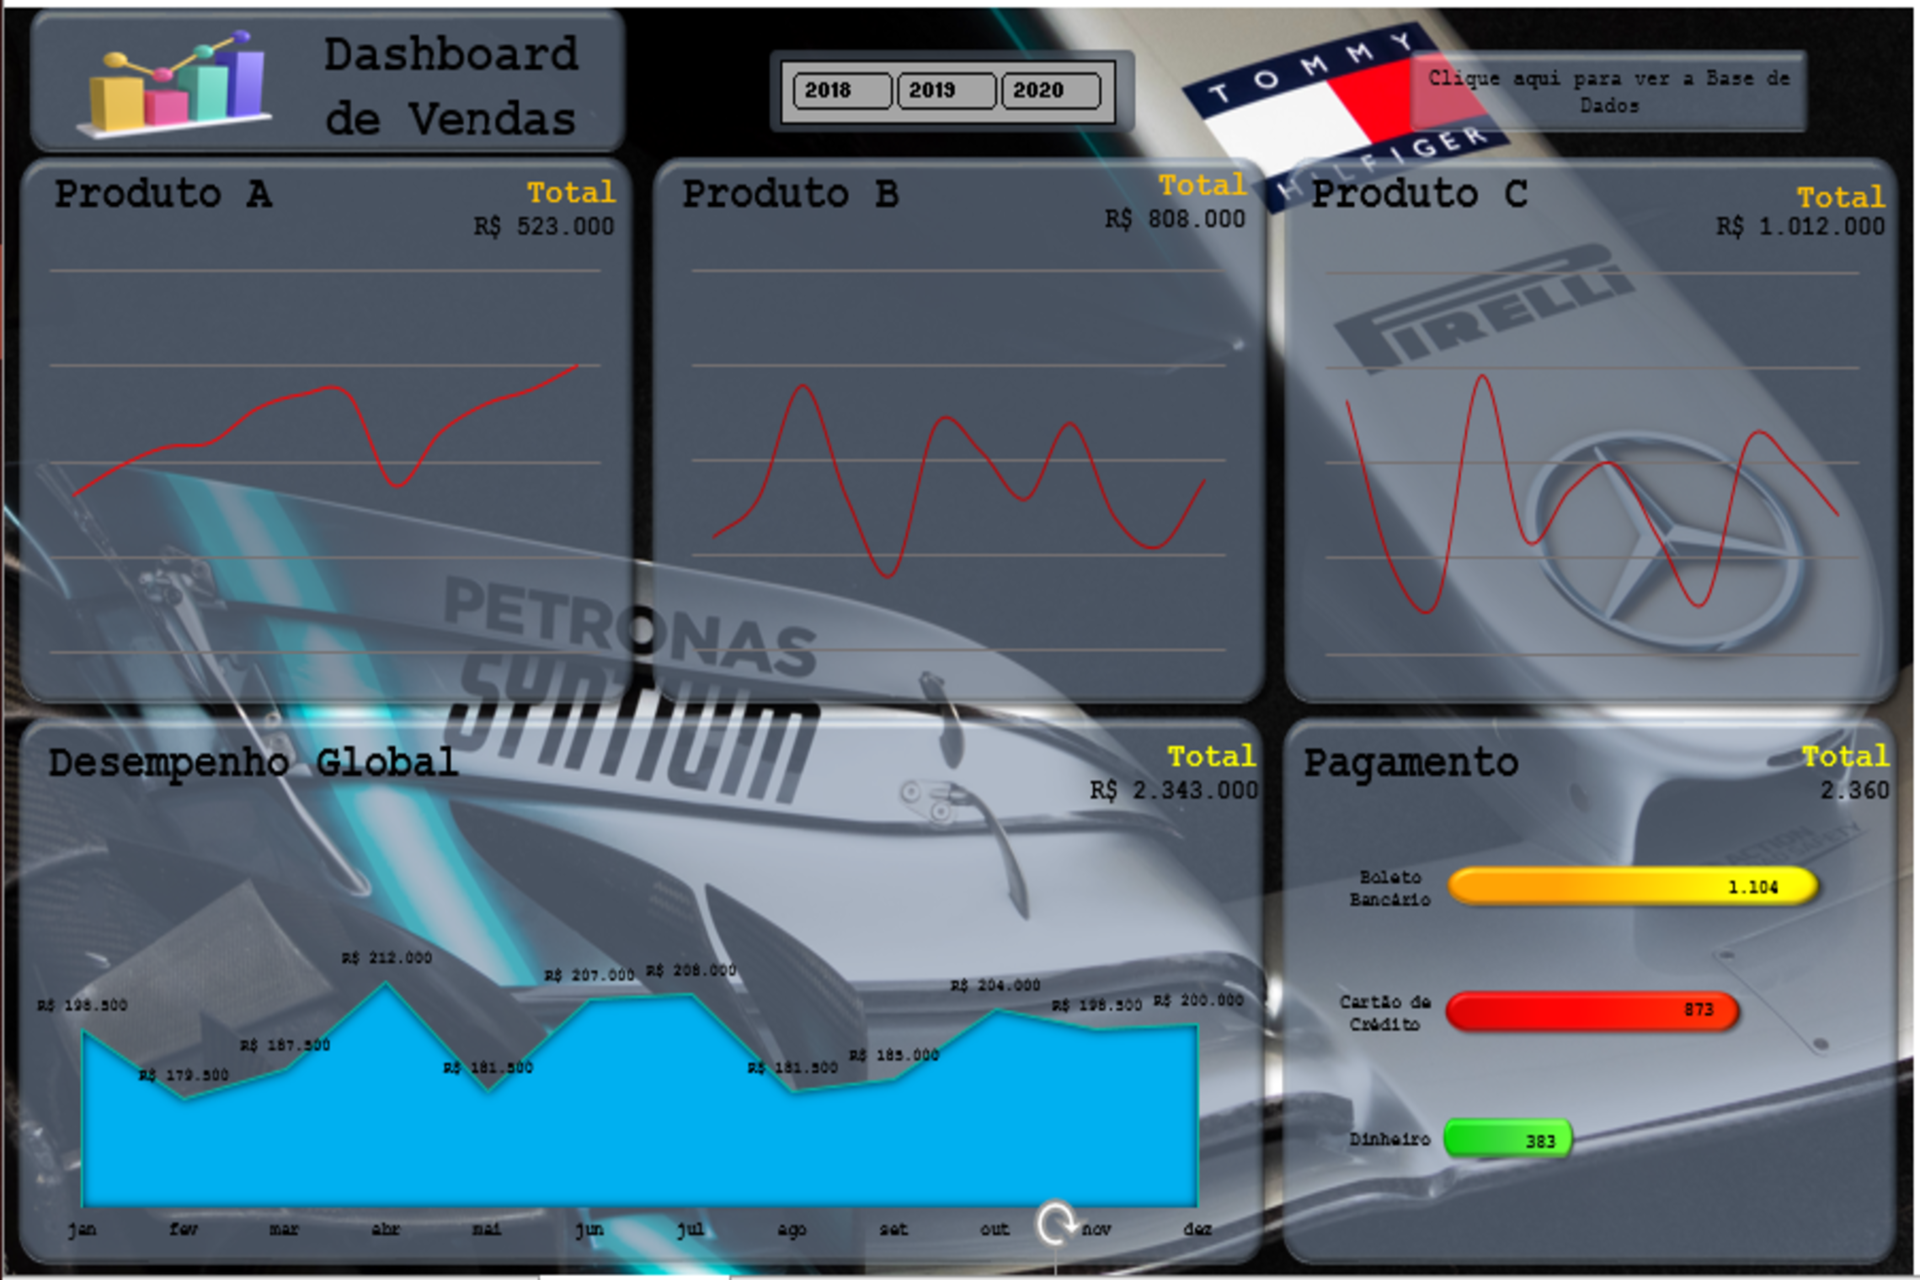 Dashboard
de Vendas
2018
2019
2020
TOMMY
HILFIGER
Clique aqui para ver a Base de
Dados
Produto A
Total
R$ 523.000
Produto B
Total
R$ 808.000
Produto C
Total
R$ 1.012.000
PIRELLI
PETRONAS
SYNTIUM
Desempenho Global
Total
R$ 2.343.000
R$ 198.500
R$ 179.500
R$ 187.500
R$ 212.000
R$ 181.500
R$ 207.000
R$ 208.000
R$ 181.500
R$ 185.000
R$ 204.000
R$ 198.500
R$ 200.000
jan
fev
mar
abr
mai
jun
jul
ago
set
out
nov
dez
Pagamento
Total
2.360
Boleto
Bancário
1.104
Cartão de
Crédito
873
Dinheiro
383